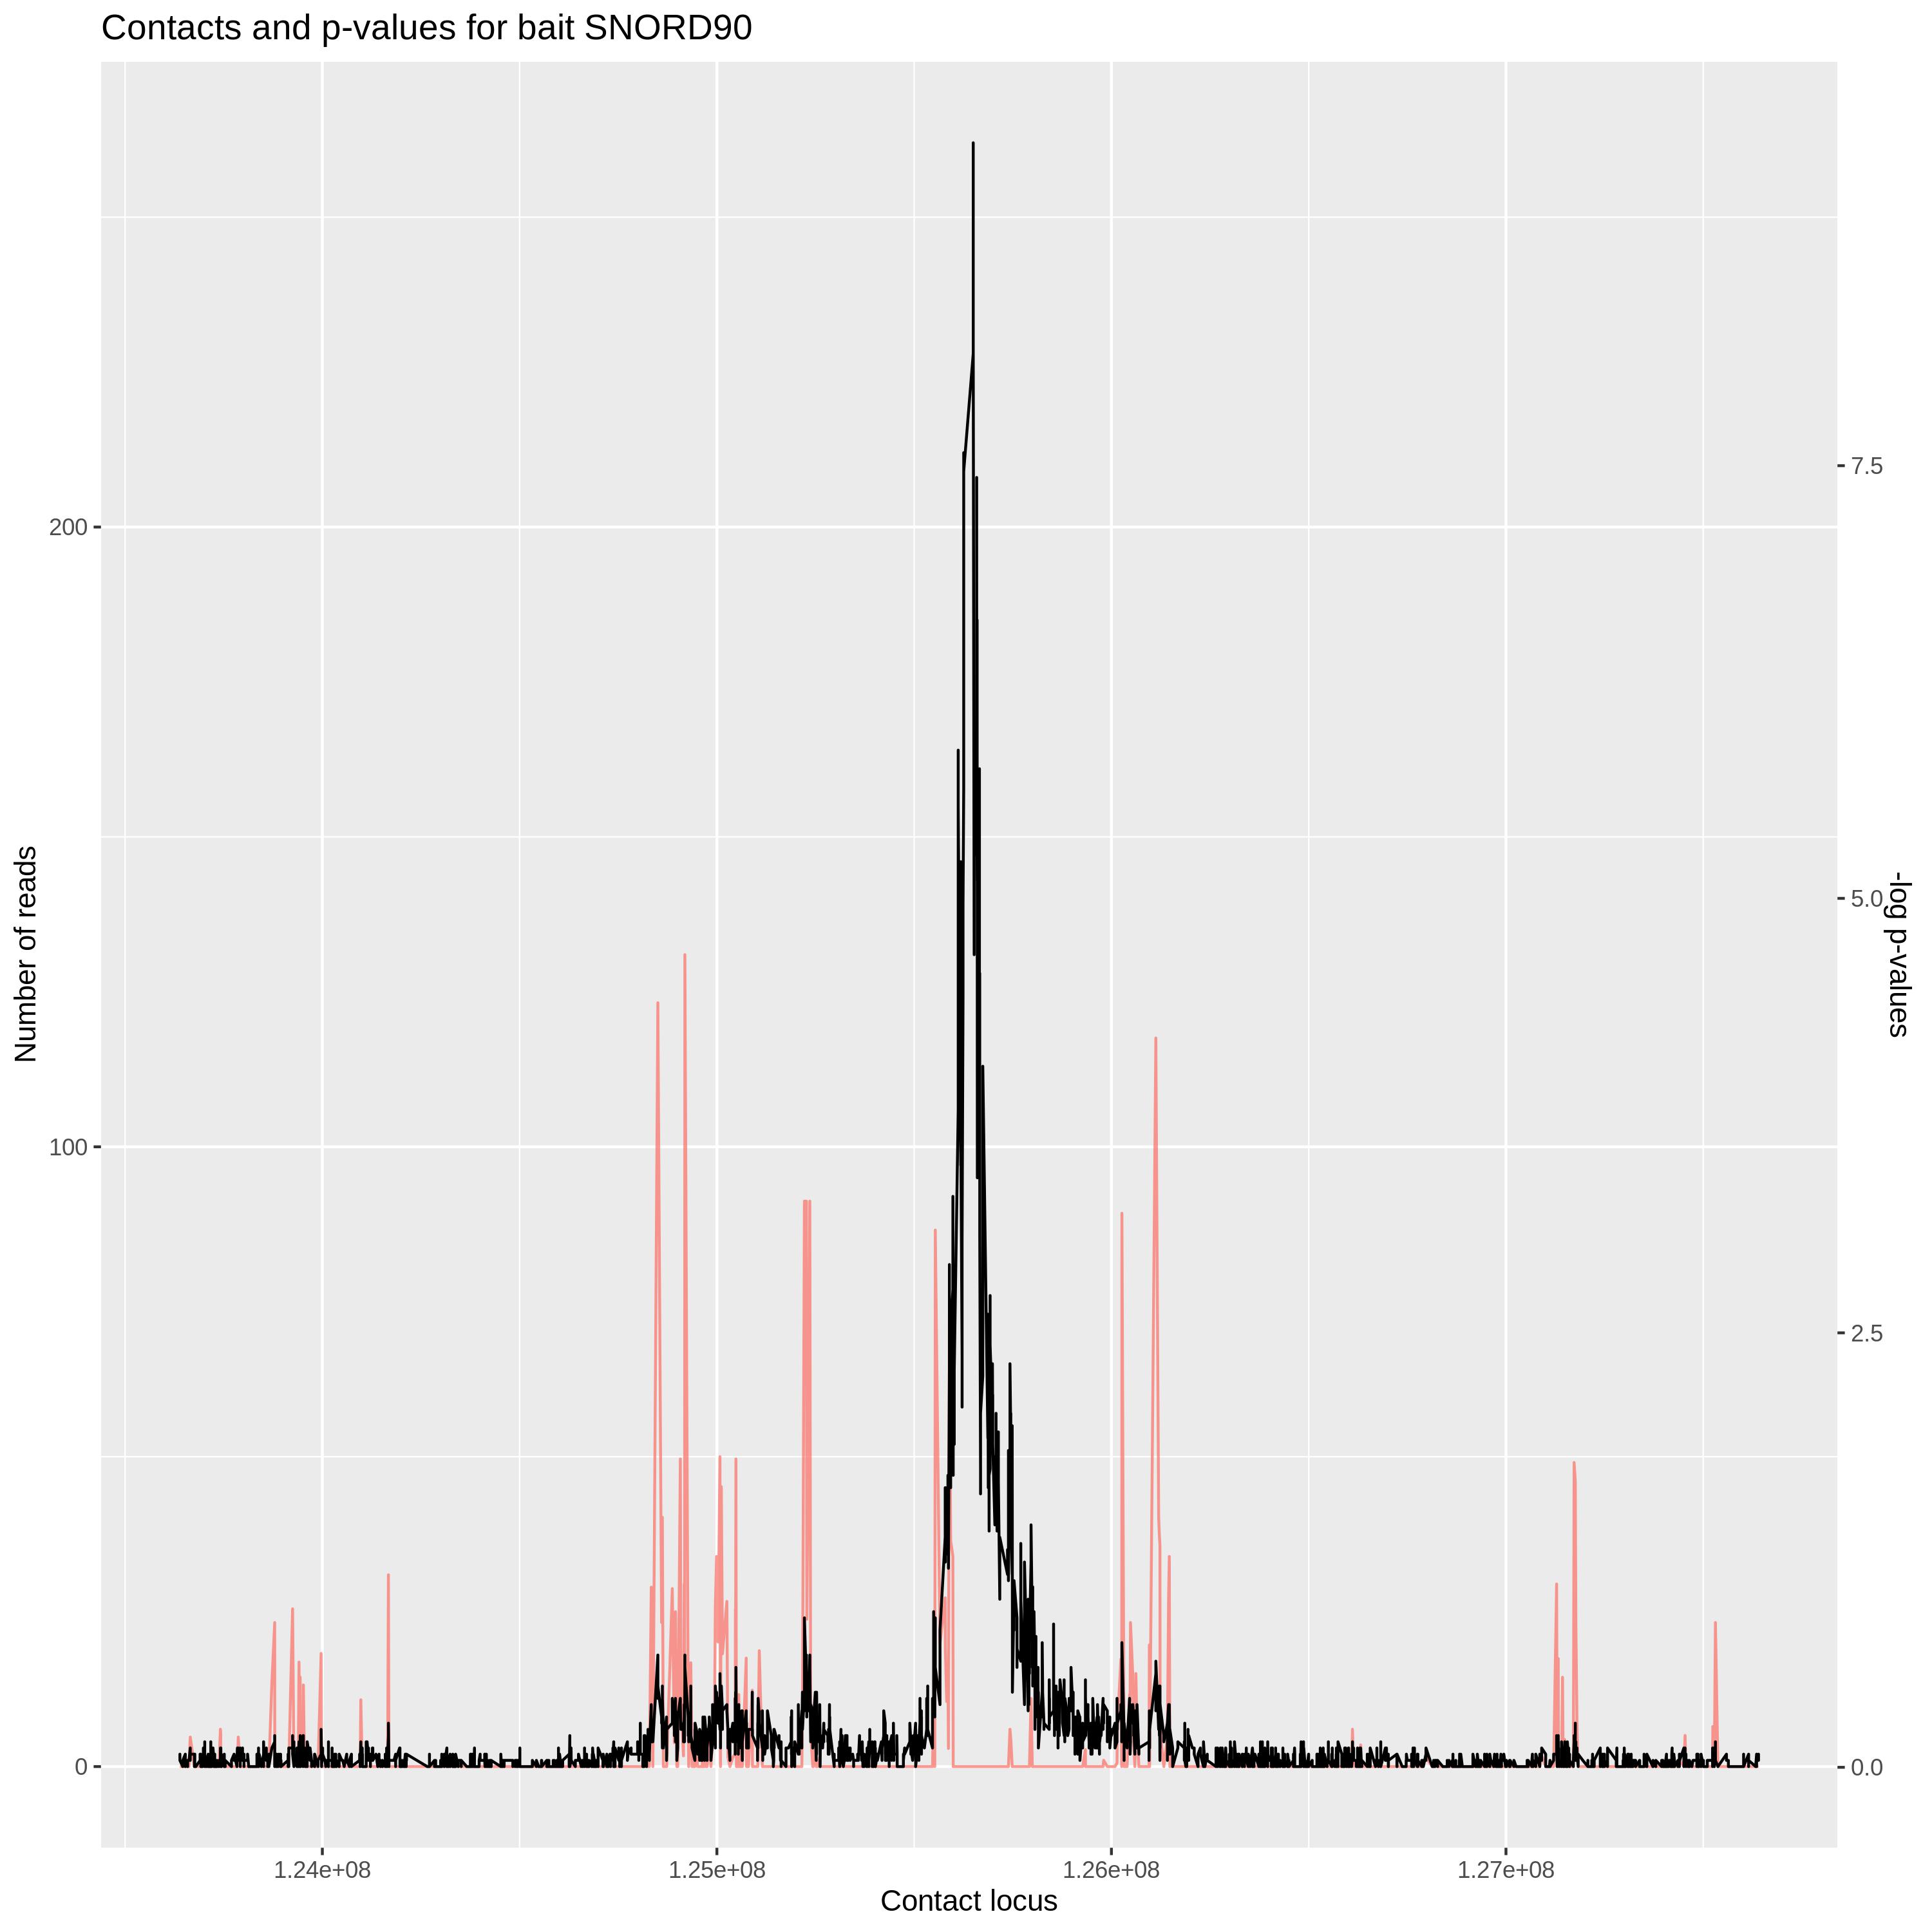 Contacts and p-values for bait SNORD90
Number of reads
200
100
0
7.5
5.0
2.5
0.0
-log p-values
1.24e+08
1.25e+08
1.26e+08
1.27e+08
Contact locus